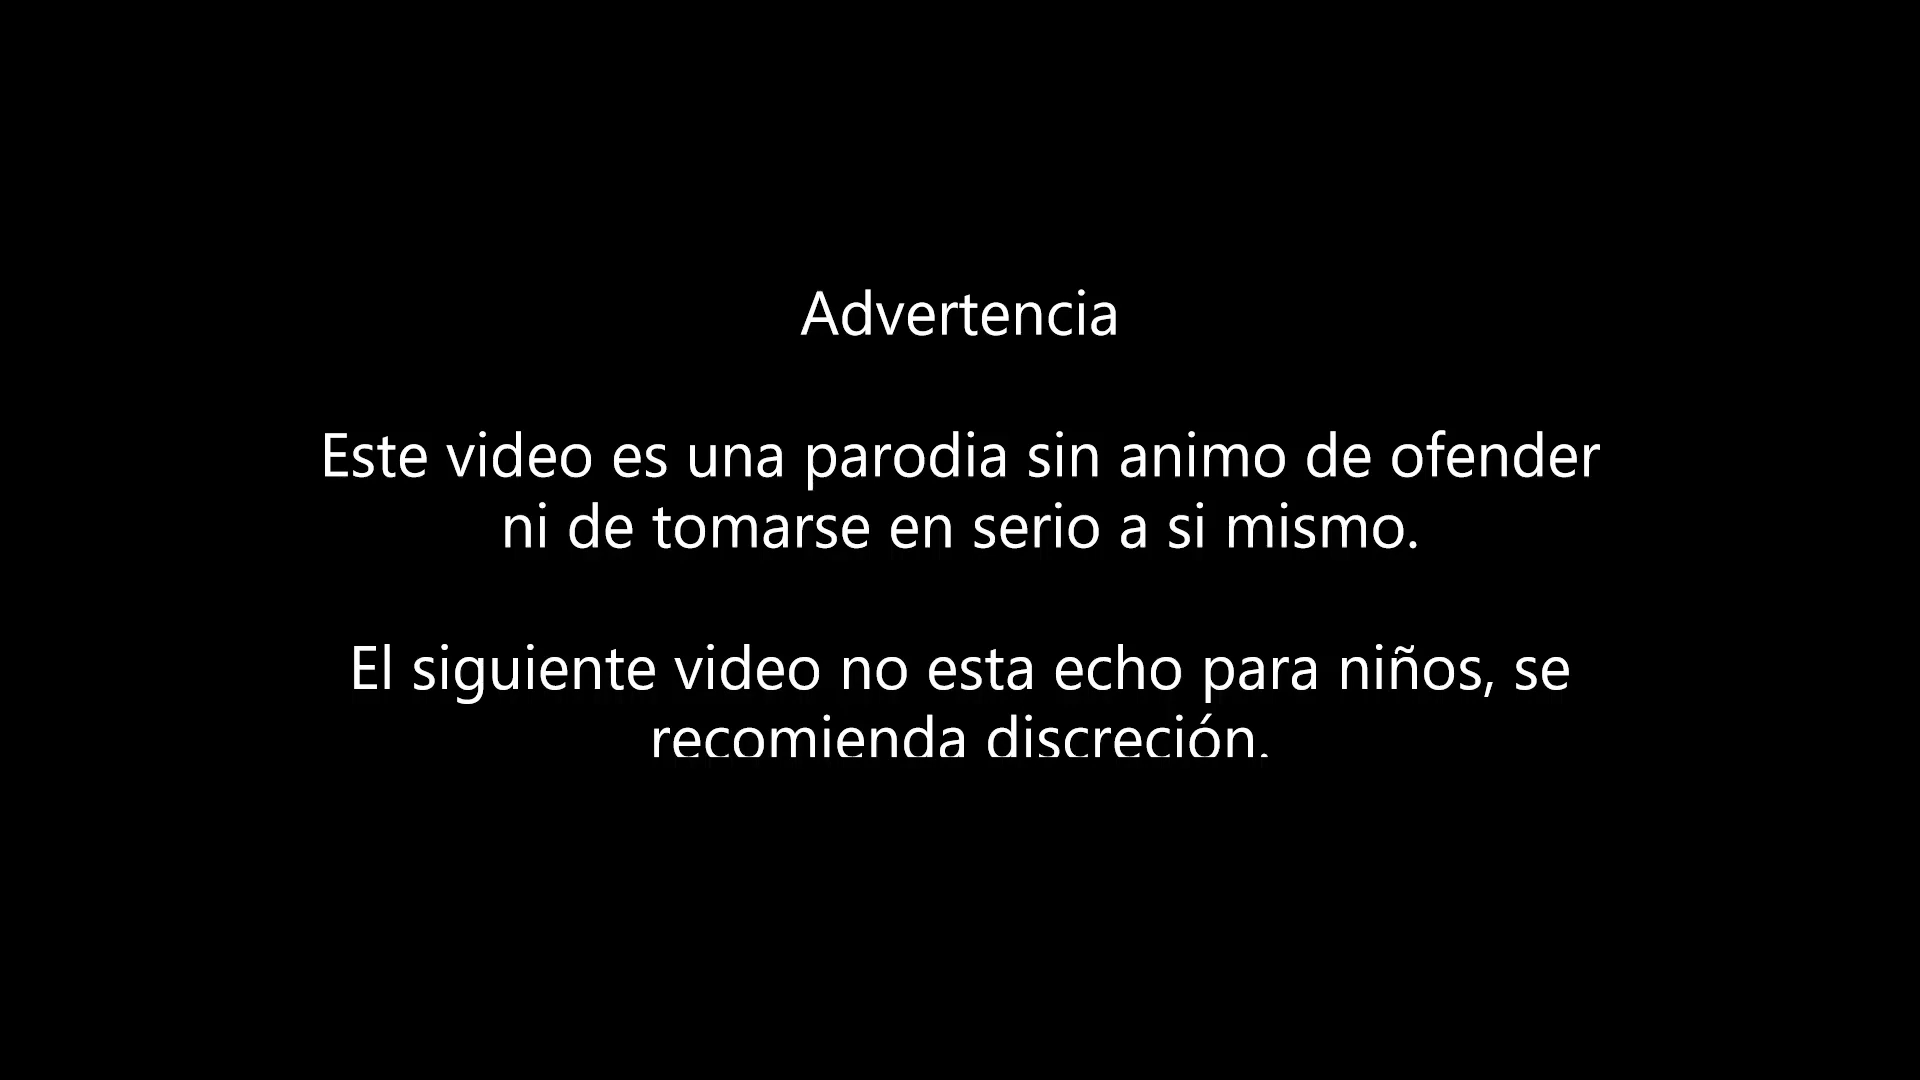 Advertencia
Este video es una parodia sin animo de ofender
ni de tomarse en serio a si mismo.
El siguiente video no esta echo para niños, se
recomienda discreción.